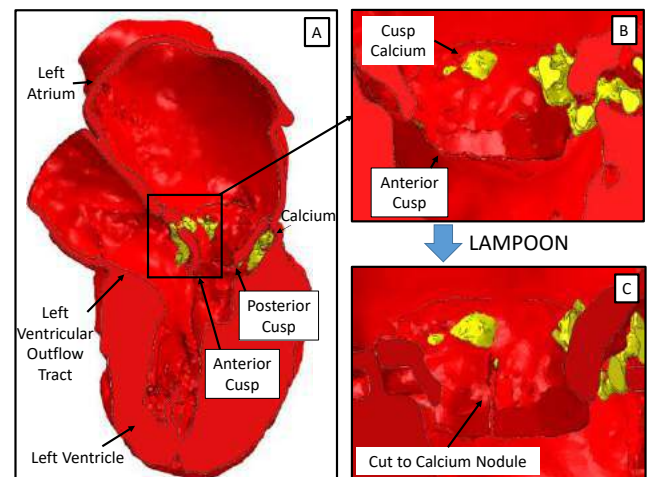 A
Left
Atrium
Calcium
Posterior
Cusp
Left
Ventricular
Outflow
Tract
Anterior
Cusp
Left Ventricle
B
Cusp
Calcium
Anterior
Cusp
LAMPOON
C
Cut to Calcium Nodule